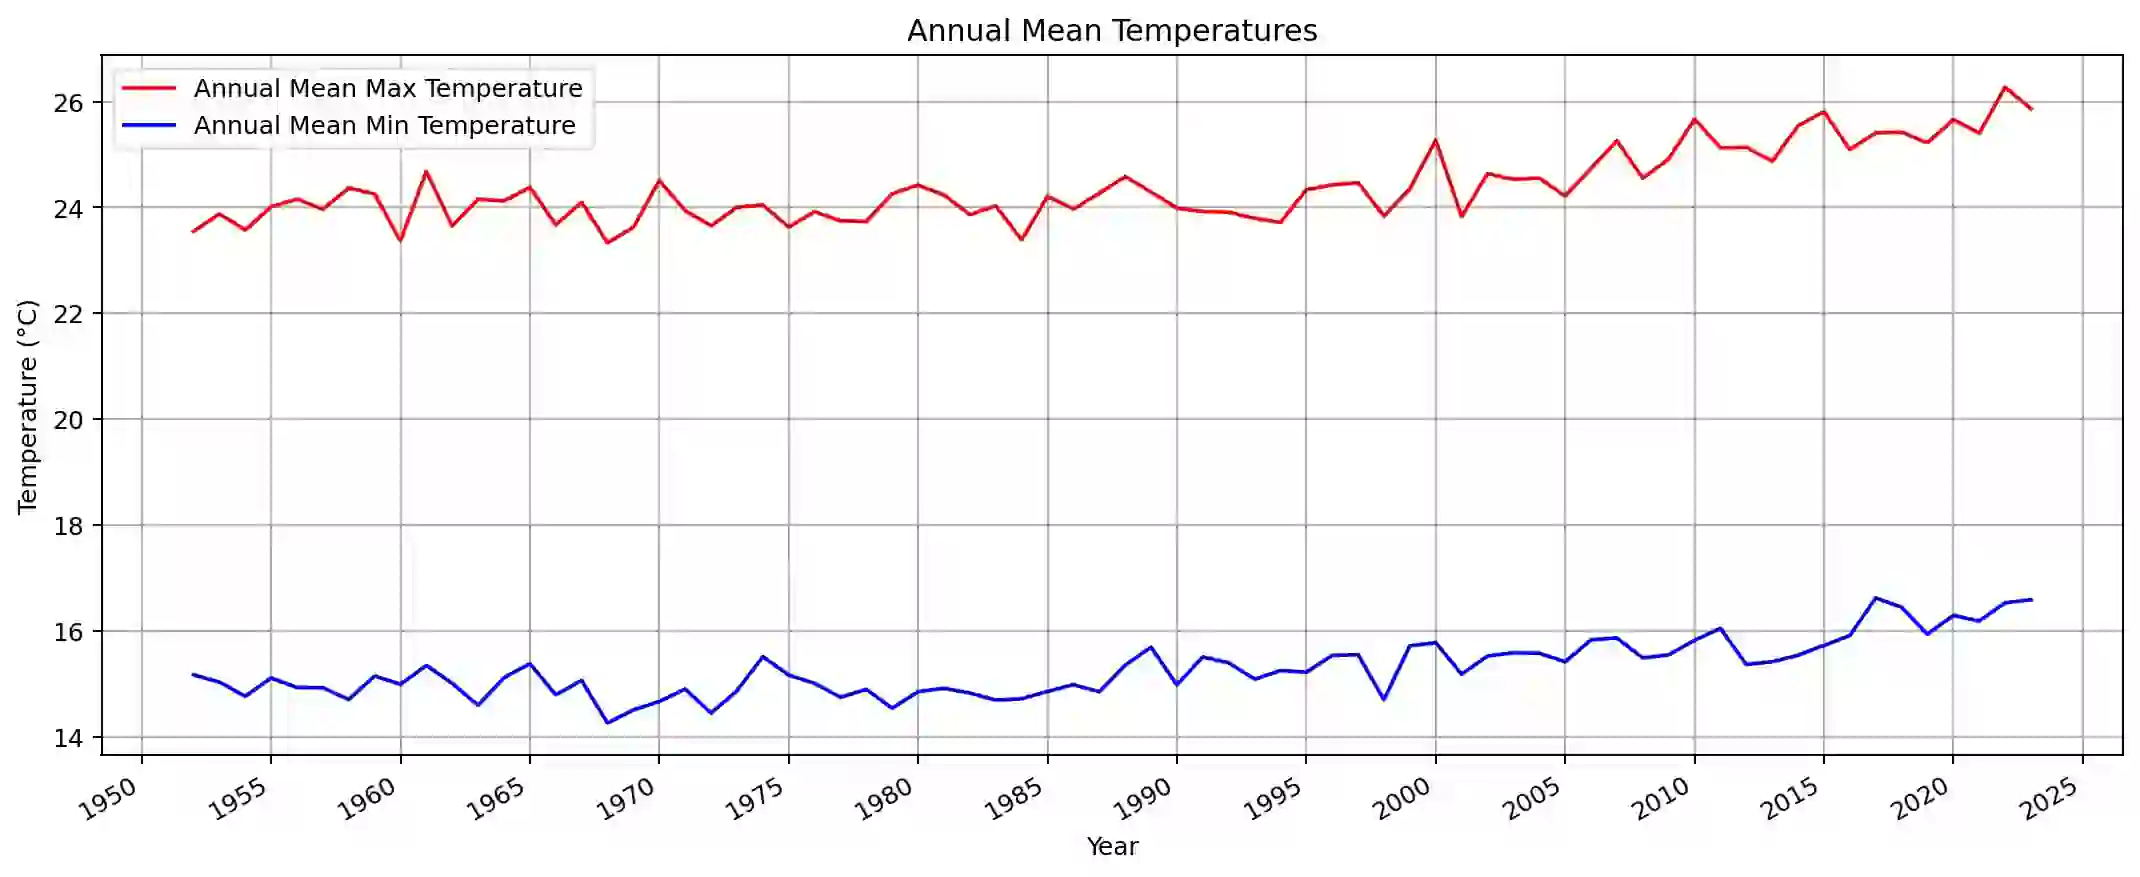 Annual Mean Temperatures
Annual Mean Max Temperature
Annual Mean Min Temperature
26
24
22
20
18
16
14
Temperature (°C)
1950 1955 1960 1965 1970 1975 1980 1985 1990 1995 2000 2005 2010 2015 2020 2025
Year